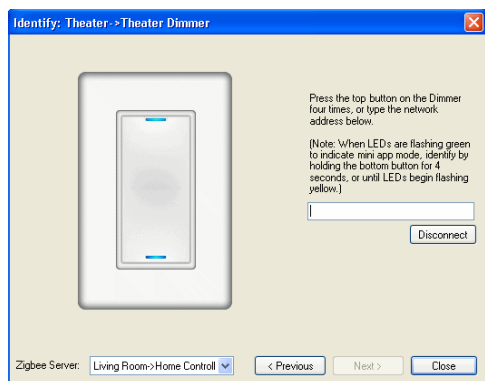 Identify: Theater->Theater Dimmer
Press the top button on the Dimmer
four times, or type the network
address below.
(Note: When LEDs are flashing green
to indicate mini app mode, identify by
holding the bottom button for 4
seconds, or until LEDs begin flashing
yellow.)
Disconnect
Zigbee Server: Living Room->Home Controll < Previous Next > Close